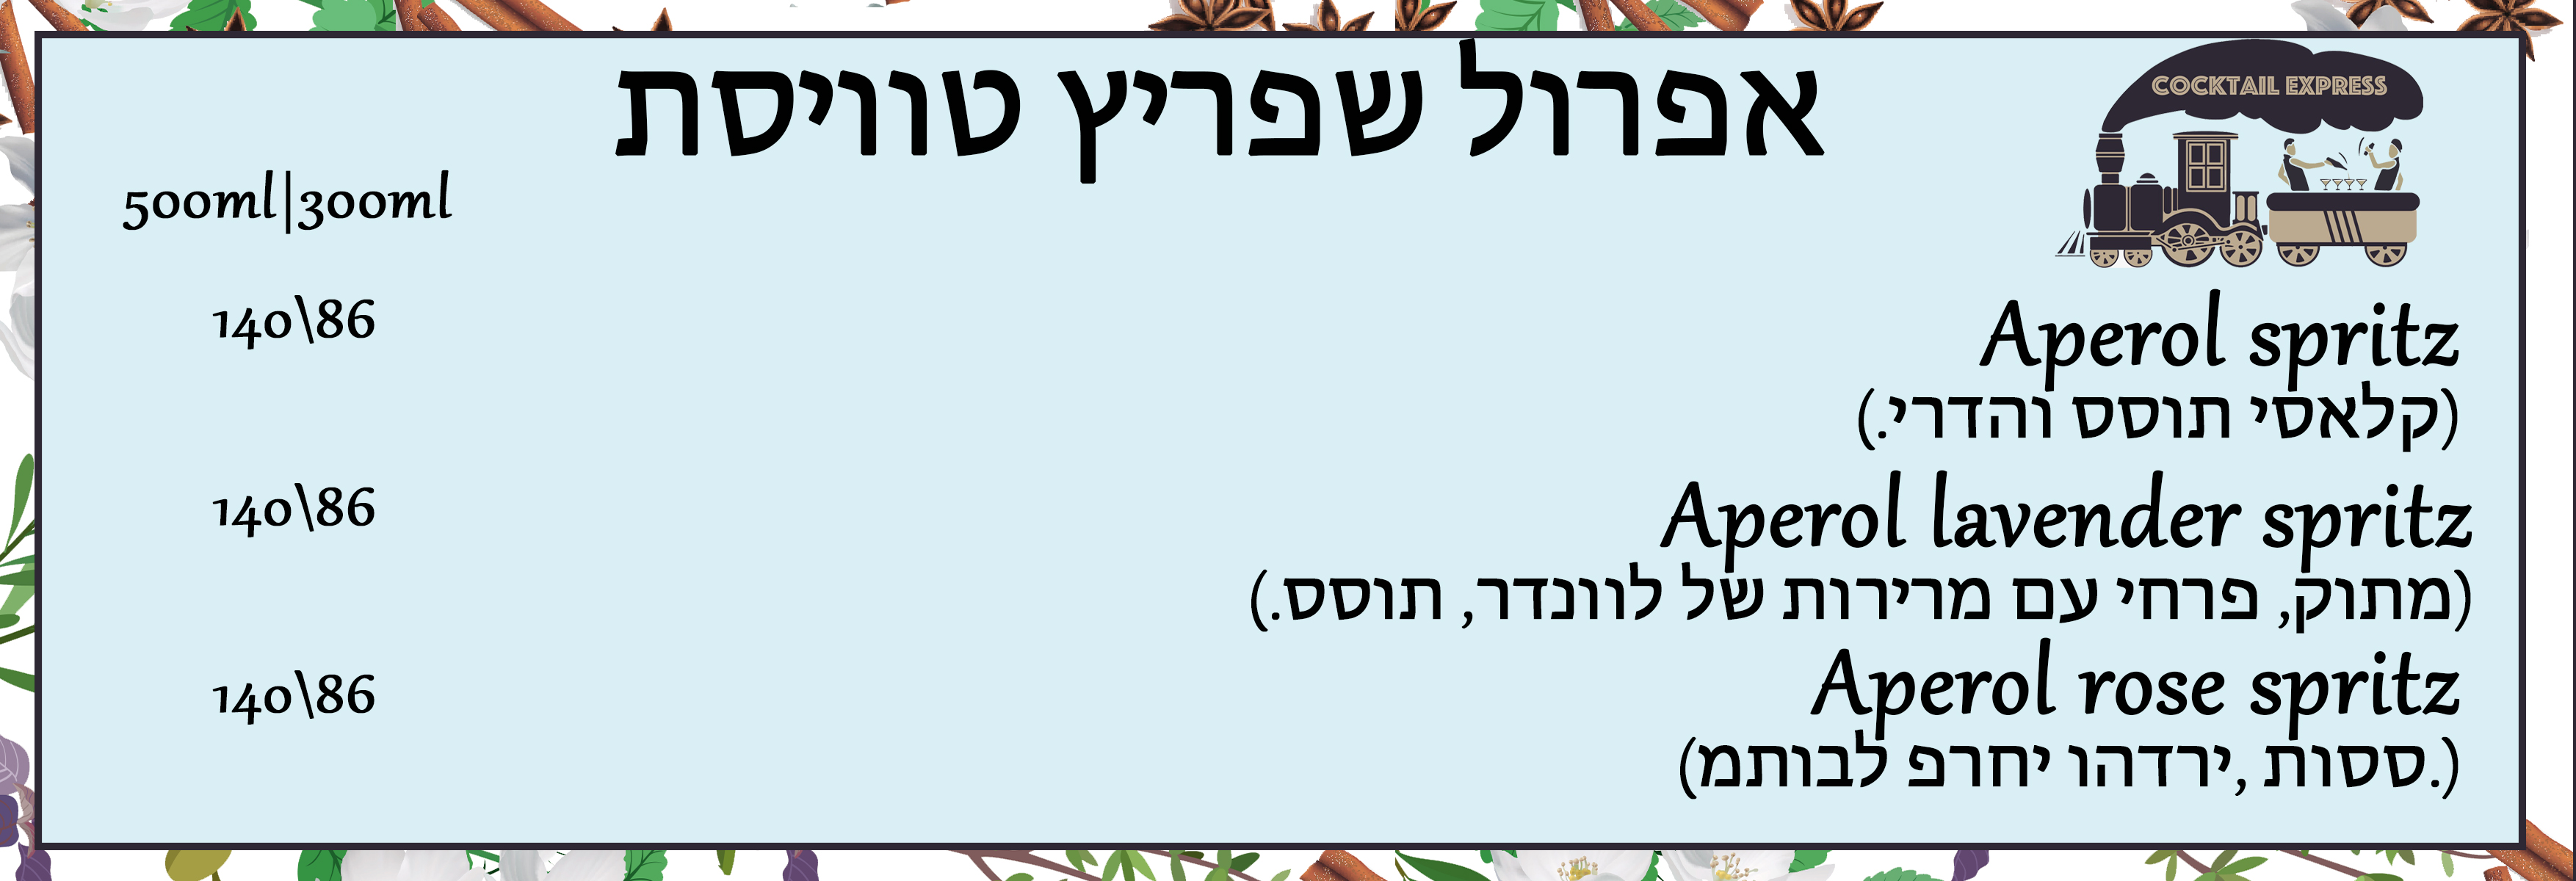 COCKTAIL EXPRESS
אפרול שפריץ טוויסת
500ml|300ml
Aperol spritz
140\86
(קלאסי תוסס והדרי.)
Aperol lavender spritz
140\86
(מתוק, פרחי עם מרירות של לוונדר, תוסס.)
Aperol rose spritz
140\86
(.ססות ,ירדהו יחרפ לבותמ)